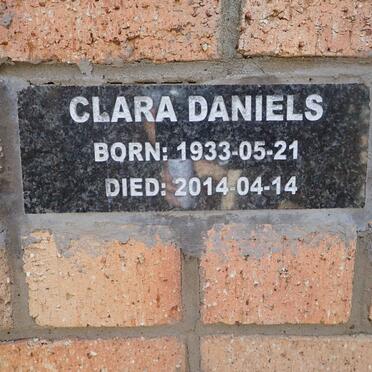 CLARA DANIELS
BORN: 1933-05-21
DIED: 2014-04-14